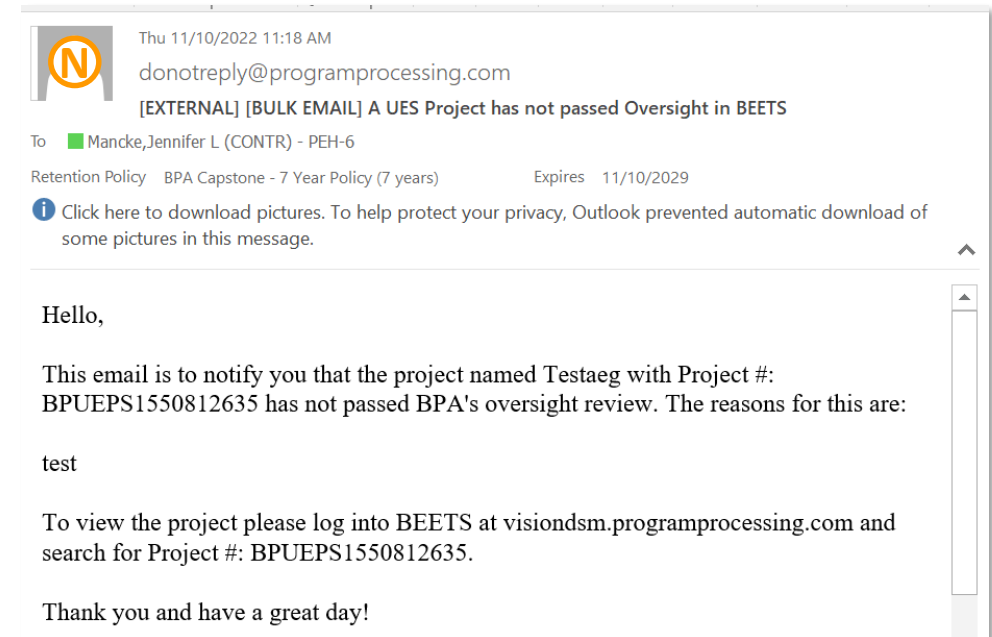 N
Thu 11/10/2022 11:18 AM
donotreply@programprocessing.com
[EXTERNAL] [BULK EMAIL] A UES Project has not passed Oversight in BEETS
To Mancke,Jennifer L (CONTR) - PEH-6
Retention Policy BPA Capstone - 7 Year Policy (7 years) Expires 11/10/2029
i Click here to download pictures. To help protect your privacy, Outlook prevented automatic download of
some pictures in this message.
Hello,
This email is to notify you that the project named Testaeg with Project #:
BPUEPS1550812635 has not passed BPA's oversight review. The reasons for this are:
test
To view the project please log into BEETS at visiondsm.programprocessing.com and
search for Project #: BPUEPS1550812635.
Thank you and have a great day!